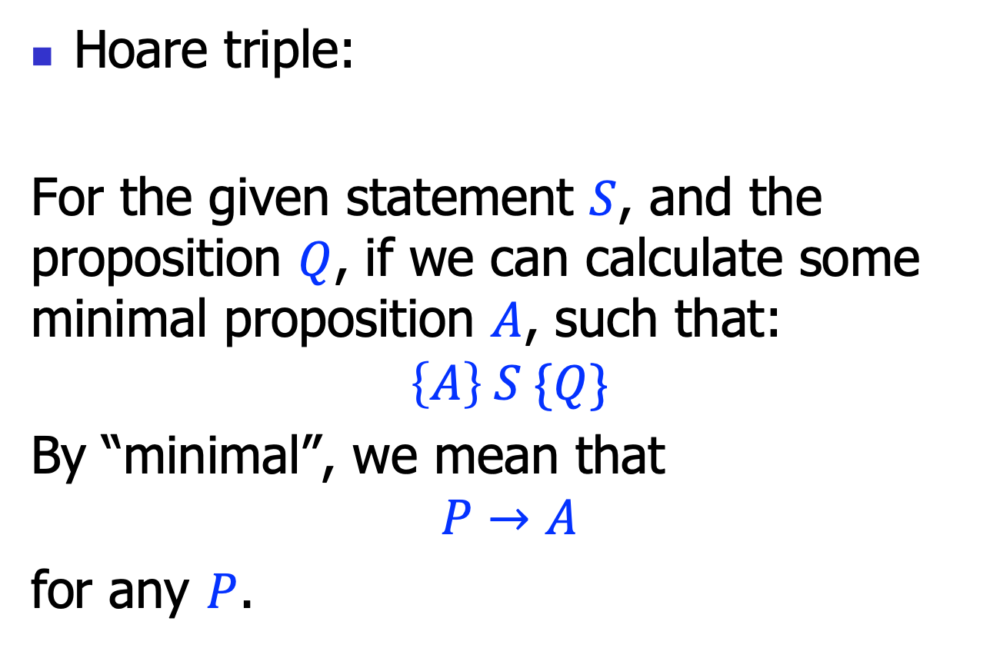 ▪ Hoare triple:
For the given statement S, and the
proposition Q, if we can calculate some
minimal proposition A, such that:
{A} S {Q}
By “minimal”, we mean that
P → A
for any P.